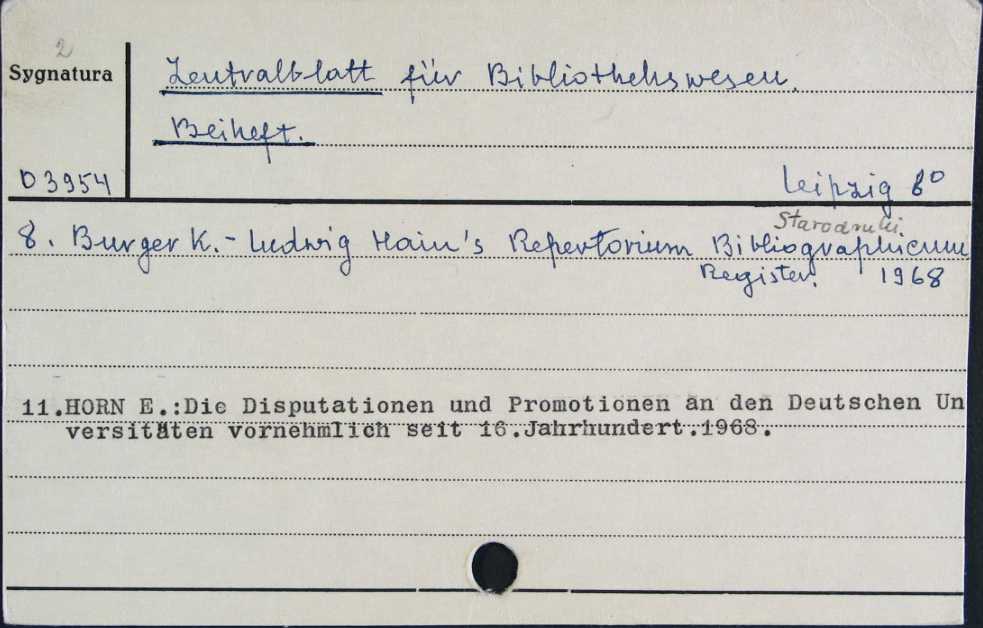 2
Sygnatura
Zentralblatt für Bibliothekswesen.
Beiheft.
D 3954
Leipzig 8°
Starodruki.
8. Burger K. - Ludwig Hain's Repertorium Bibliographicum
Register. 1968
11.HORN E.:Die Disputationen und Promotionen an den Deutschen Un
versitäten vornehmlich seit 16.Jahrhundert.1968.